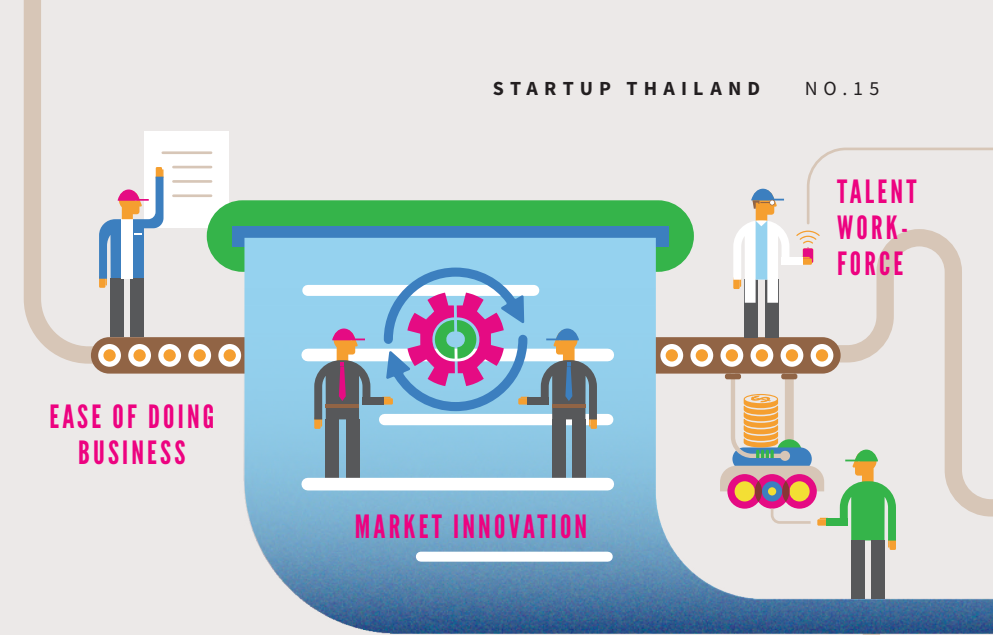 STARTUP THAILAND NO.15
TALENT
WORK-
FORCE
EASE OF DOING
BUSINESS
MARKET INNOVATION